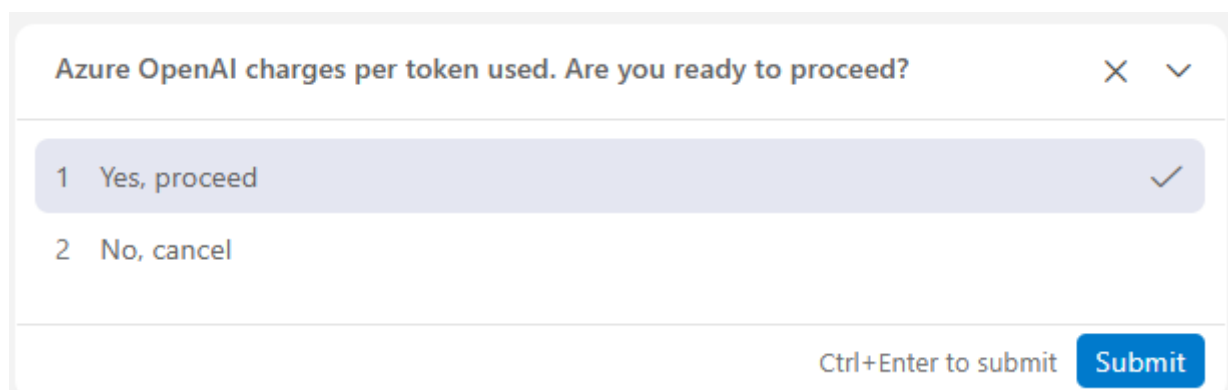 Azure OpenAI charges per token used. Are you ready to proceed?
1 Yes, proceed
2 No, cancel
Ctrl+Enter to submit Submit